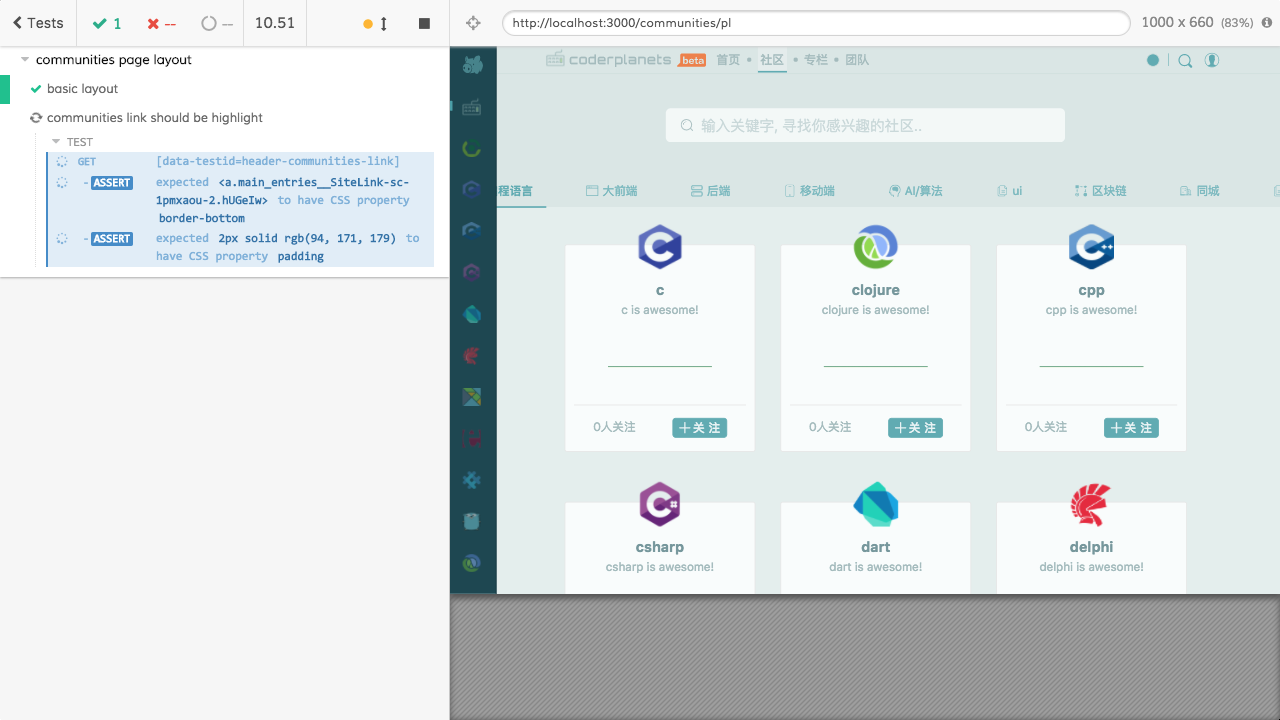 Tests
1
--
--
10.51
http://localhost:3000/communities/pl
1000 x 660 (83%)
communities page layout
basic layout
communities link should be highlight
TEST
GET [data-testid=header-communities-link]
- ASSERT expected <a.main_entries__SiteLink-sc-
1pmxaou-2.hUGeIw> to have CSS property
border-bottom
- ASSERT expected 2px solid rgb(94, 171, 179) to
have CSS property padding
coderplanets beta 首页 • 社区 • 专栏 • 团队
输入关键字, 寻找你感兴趣的社区..
程语言 大前端 后端 移动端 AI/算法 ui 区块链 同城
c
c is awesome!
0人关注 十关注
clojure
clojure is awesome!
0人关注 十关注
cpp
cpp is awesome!
0人关注 十关注
csharp
csharp is awesome!
dart
dart is awesome!
delphi
delphi is awesome!